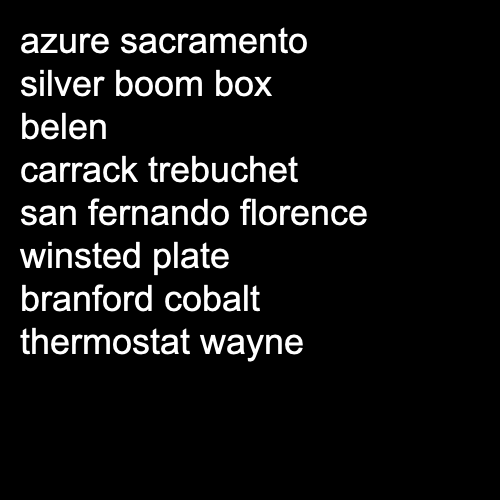 azure sacramento
silver boom box
belen
carrack trebuchet
san fernando florence
winsted plate
branford cobalt
thermostat wayne